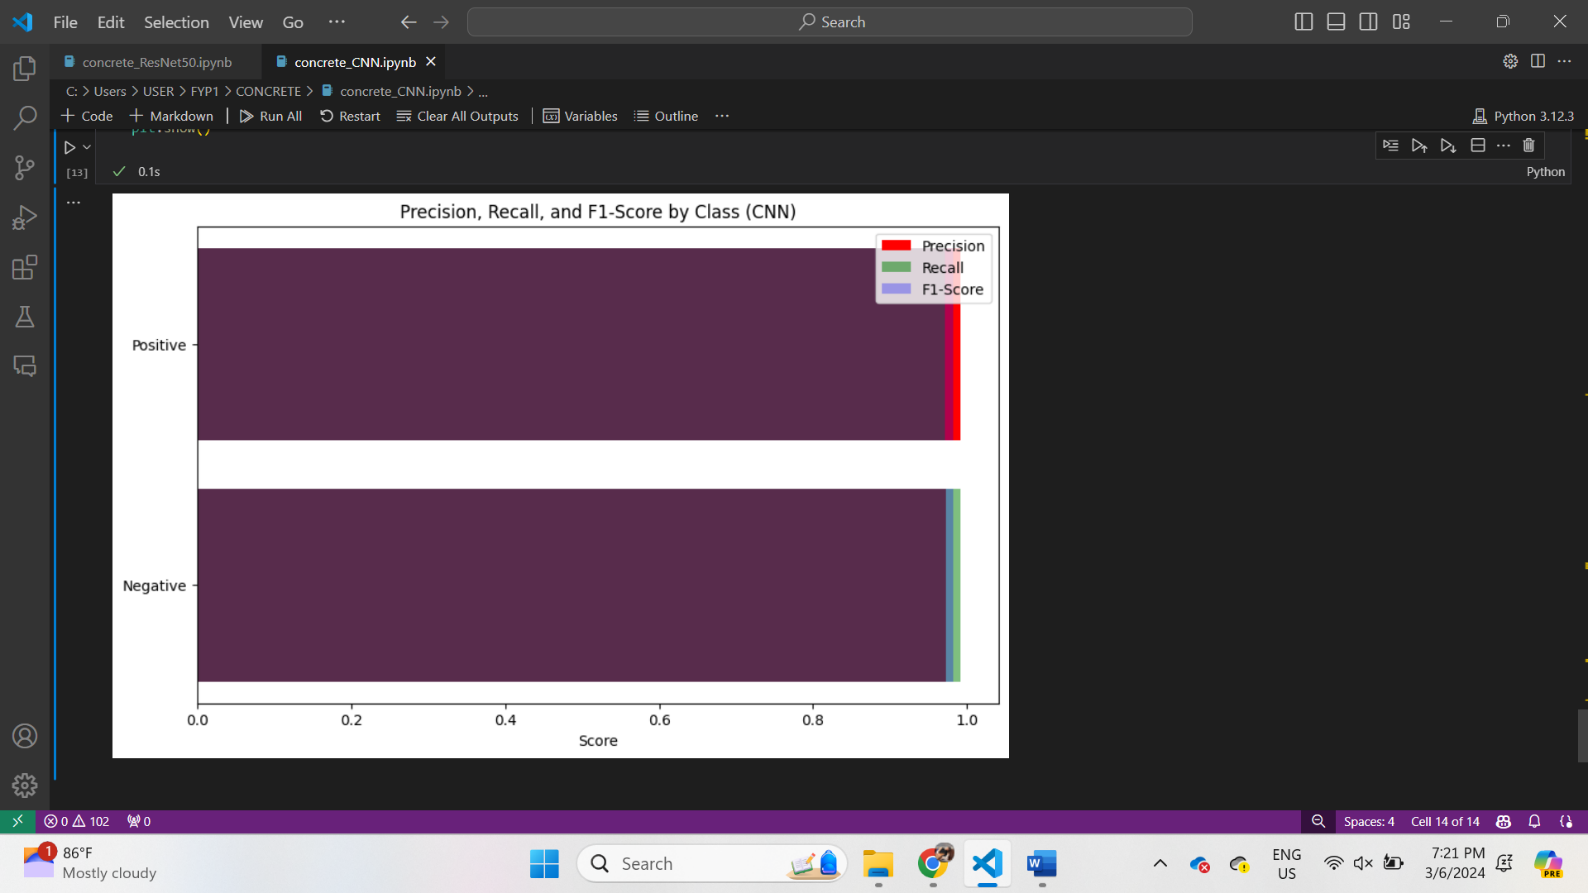 File Edit Selection View Go ··· Search
concrete_ResNet50.ipynb concrete_CNN.ipynb
C: > Users > USER > FYP1 > CONCRETE > concrete_CNN.ipynb > ...
+ Code + Markdown Run All Restart Clear All Outputs Variables Outline ··· Python 3.12.3
plt.show()
[13] 0.1s Python
Precision, Recall, and F1-Score by Class (CNN)
Precision
Recall
F1-Score
Positive
Negative
0.0 0.2 0.4 0.6 0.8 1.0
Score
0 102 0 Spaces: 4 Cell 14 of 14
1 86°F
Mostly cloudy
Search
ENG
US
7:21 PM
3/6/2024
PRE